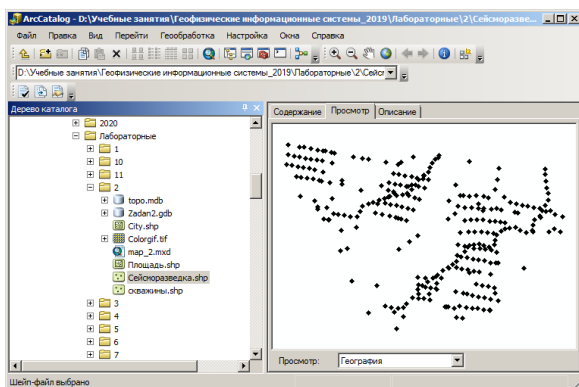 ArcCatalog - D:\Учебные занятия\Геофизические информационные системы_2019\Лабораторные\2\Сейсморазве...
Файл Правка Вид Перейти Геообработка Настройка Окна Справка
D:\Учебные занятия\Геофизические информационные системы_2019\Лабораторные\2\Сейсм
Дерево каталога
Содержание Просмотр Описание
2020
Лабораторные
1
10
11
2
topo.mdb
Zadan2.gdb
City.shp
Colorgif.tif
map_2.mxd
Площадь.shp
Сейсморазведка.shp
скважины.shp
3
4
5
6
7
Просмотр: География
Шейп-файл выбрано